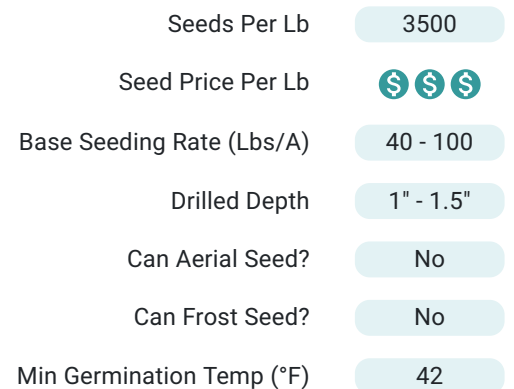 Seeds Per Lb 3500
Seed Price Per Lb $ $ $
Base Seeding Rate (Lbs/A) 40 - 100
Drilled Depth 1" - 1.5"
Can Aerial Seed? No
Can Frost Seed? No
Min Germination Temp (°F) 42